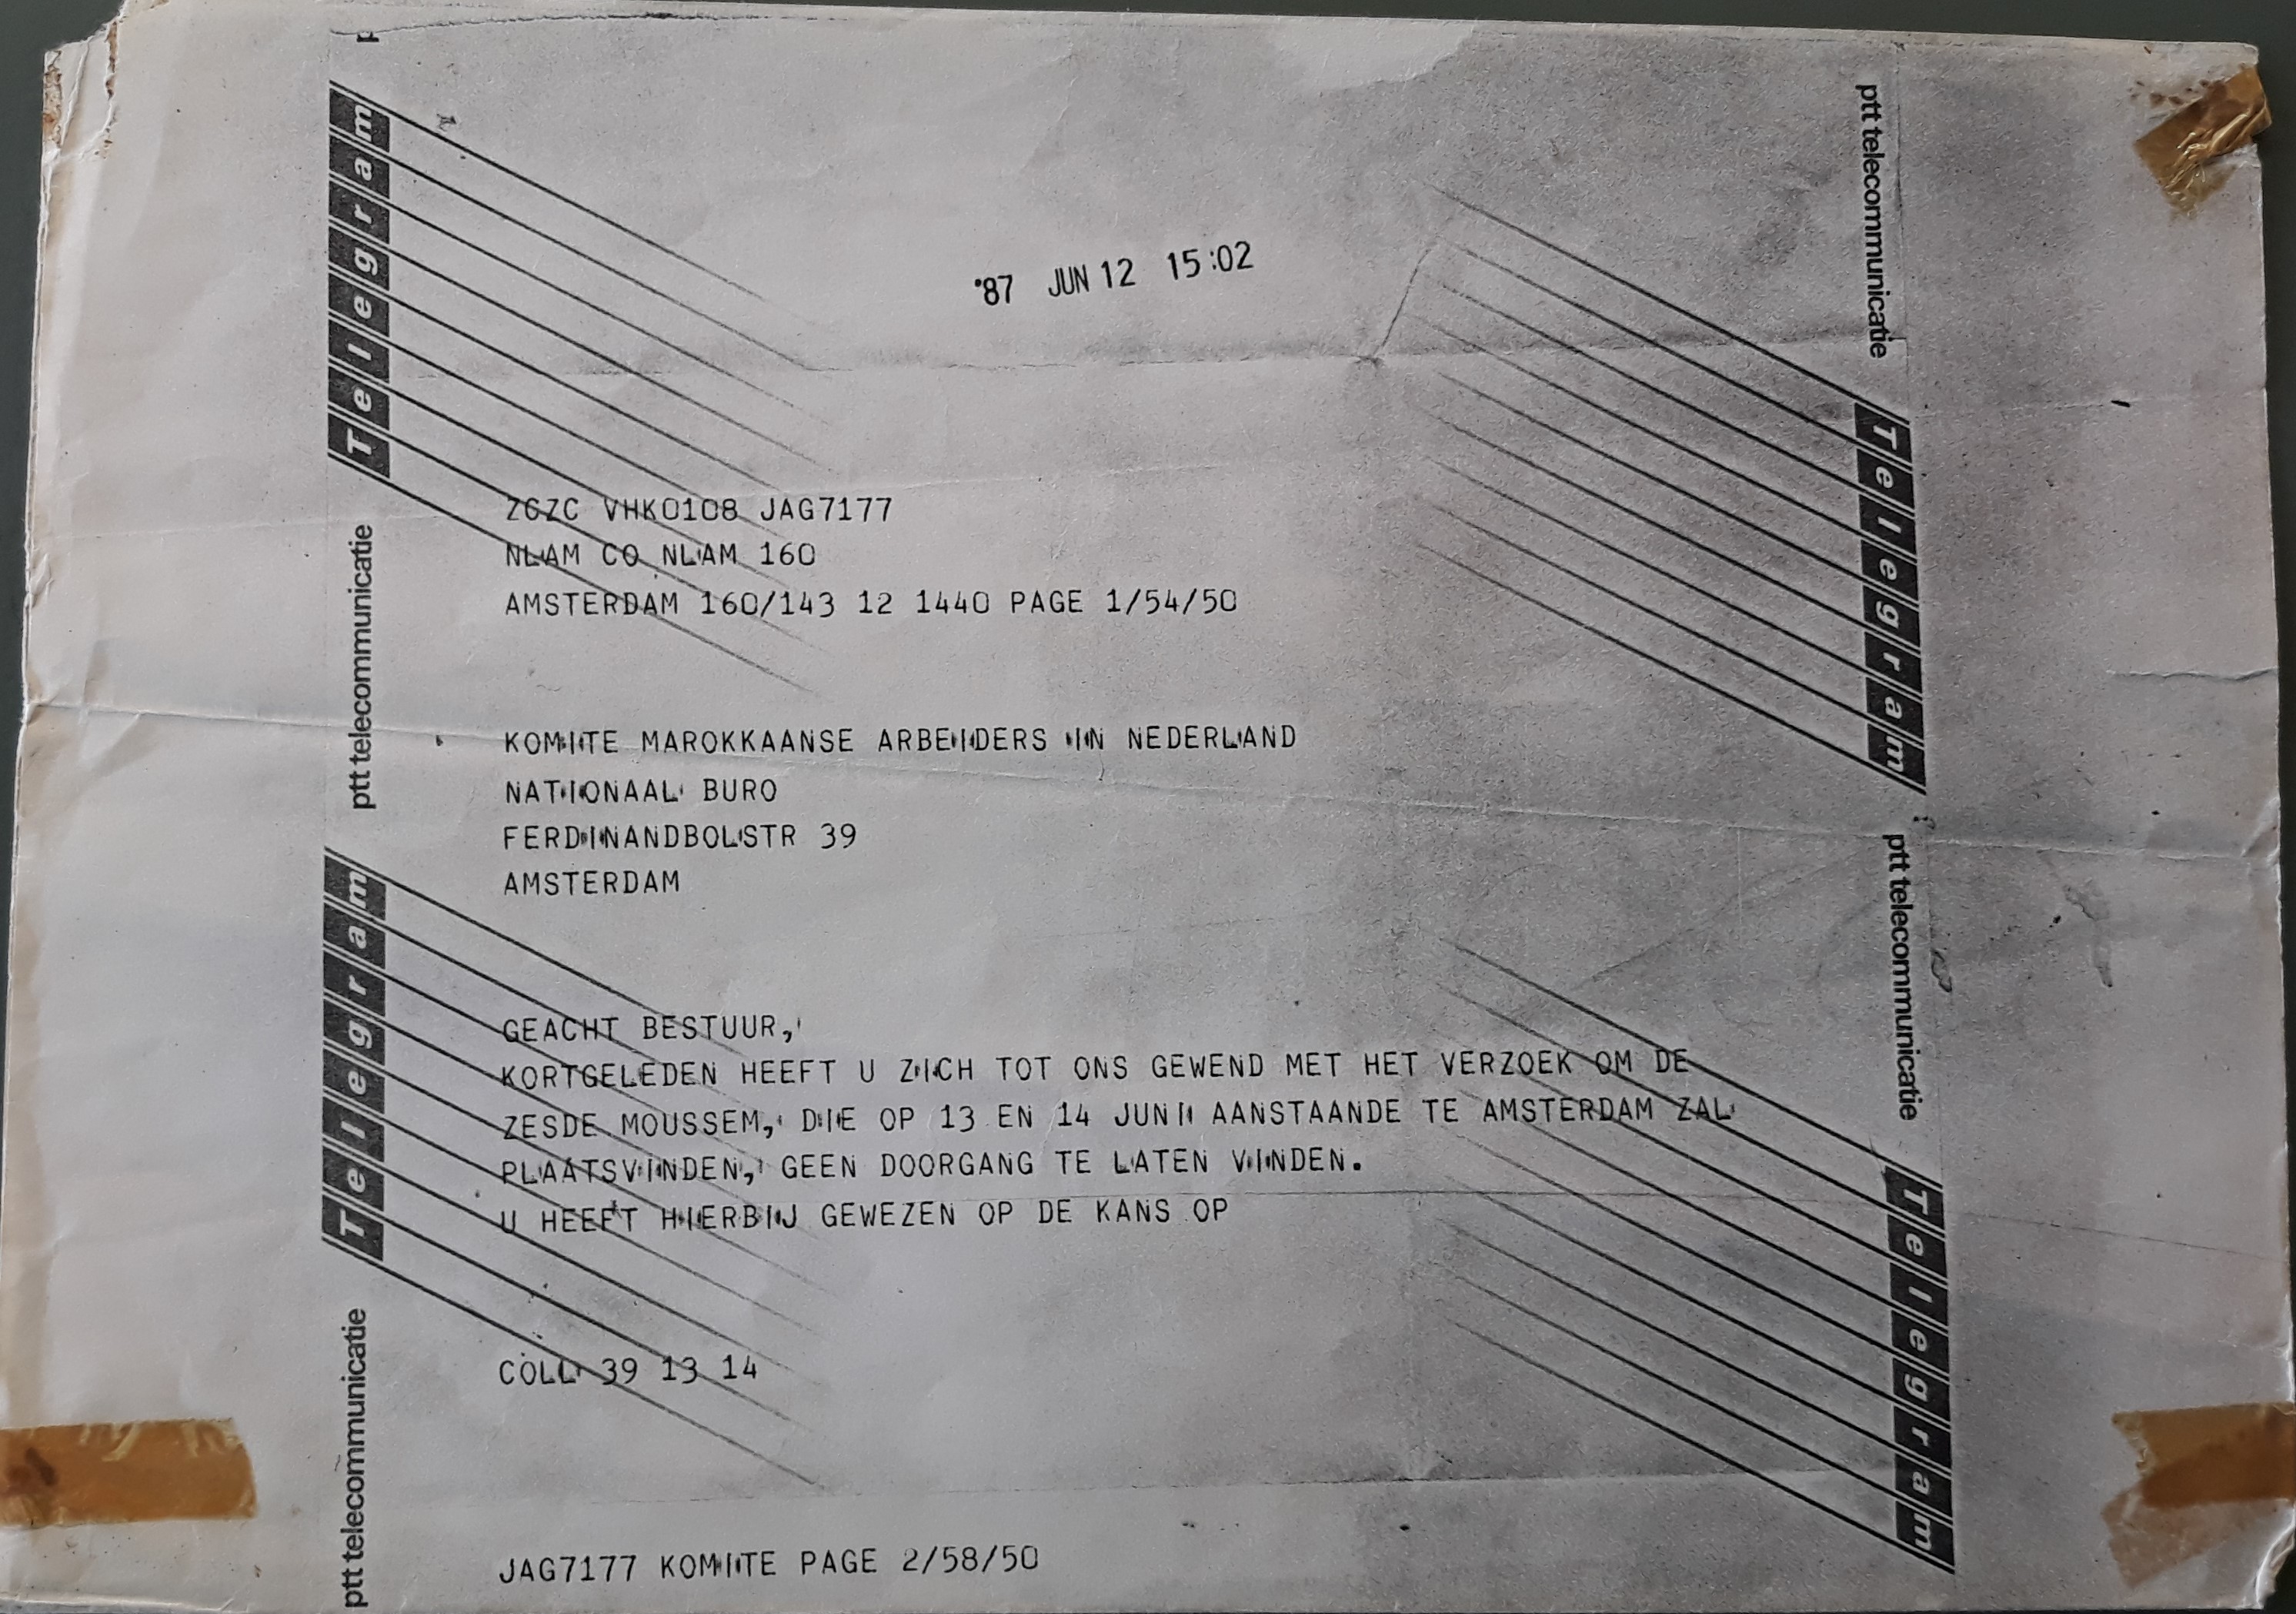 '87 JUN 12 15:02
Telegram
ptt telecommunicatie
Telegram
ptt telecommunicatie
ptt telecommunicatie
Telegram
ptt telecommunicatie
Telegram
ZCZC VHK0108 JAG7177
NLAM CO NLAM 160
AMSTERDAM 160/143 12 1440 PAGE 1/54/50
KOMITE MAROKKAANSE ARBEIDERS IN NEDERLAND
NATIONAAL BURO
FERDINANDBOLSTR 39
AMSTERDAM
GEACHT BESTUUR,
KORTGELEDEN HEEFT U ZICH TOT ONS GEWEND MET HET VERZOEK OM DE
ZESDE MOUSSEM, DIE OP 13 EN 14 JUNI AANSTAANDE TE AMSTERDAM ZAL
PLAATSVINDEN, GEEN DOORGANG TE LATEN VINDEN.
U HEEFT HIERBIJ GEWEZEN OP DE KANS OP
COLL 39 13 14
JAG7177 KOMITE PAGE 2/58/50